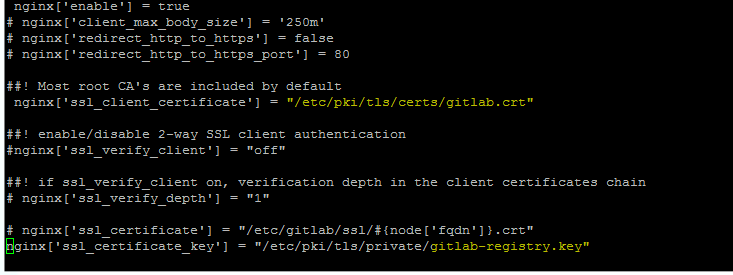 nginx['enable'] = true
# nginx['client_max_body_size'] = '250m'
# nginx['redirect_http_to_https'] = false
# nginx['redirect_http_to_https_port'] = 80
##! Most root CA's are included by default
nginx['ssl_client_certificate'] = "/etc/pki/tls/certs/gitlab.crt"
##! enable/disable 2-way SSL client authentication
#nginx['ssl_verify_client'] = "off"
##! if ssl_verify_client on, verification depth in the client certificates chain
# nginx['ssl_verify_depth'] = "1"
# nginx['ssl_certificate'] = "/etc/gitlab/ssl/#{node['fqdn']}.crt"
nginx['ssl_certificate_key'] = "/etc/pki/tls/private/gitlab-registry.key"